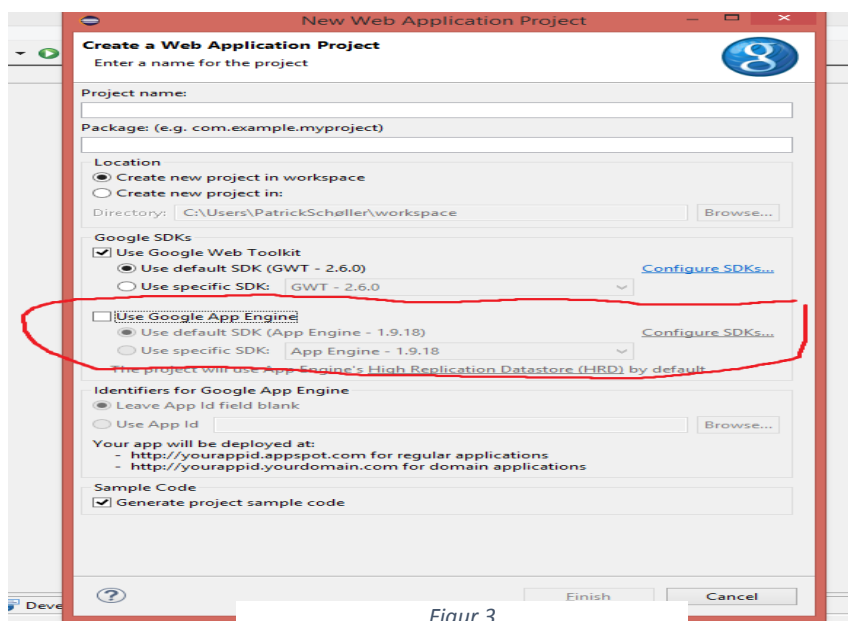 New Web Application Project
Create a Web Application Project
Enter a name for the project
Project name:
Package: (e.g. com.example.myproject)
Location
Create new project in workspace
Create new project in:
Directory: C:\Users\PatrickSchøller\workspace Browse...
Google SDKs
Use Google Web Toolkit
Use default SDK (GWT - 2.6.0) Configure SDKs...
Use specific SDK: GWT - 2.6.0
Use Google App Engine
Use default SDK (App Engine - 1.9.18) Configure SDKs...
Use specific SDK: App Engine - 1.9.18
The project will use App Engine's High Replication Datastore (HRD) by default
Identifiers for Google App Engine
Leave App Id field blank
Use App Id Browse...
Your app will be deployed at:
- http://yourappid.appspot.com for regular applications
- http://yourappid.yourdomain.com for domain applications
Sample Code
Generate project sample code
Finish Cancel
Deve
Figur 3